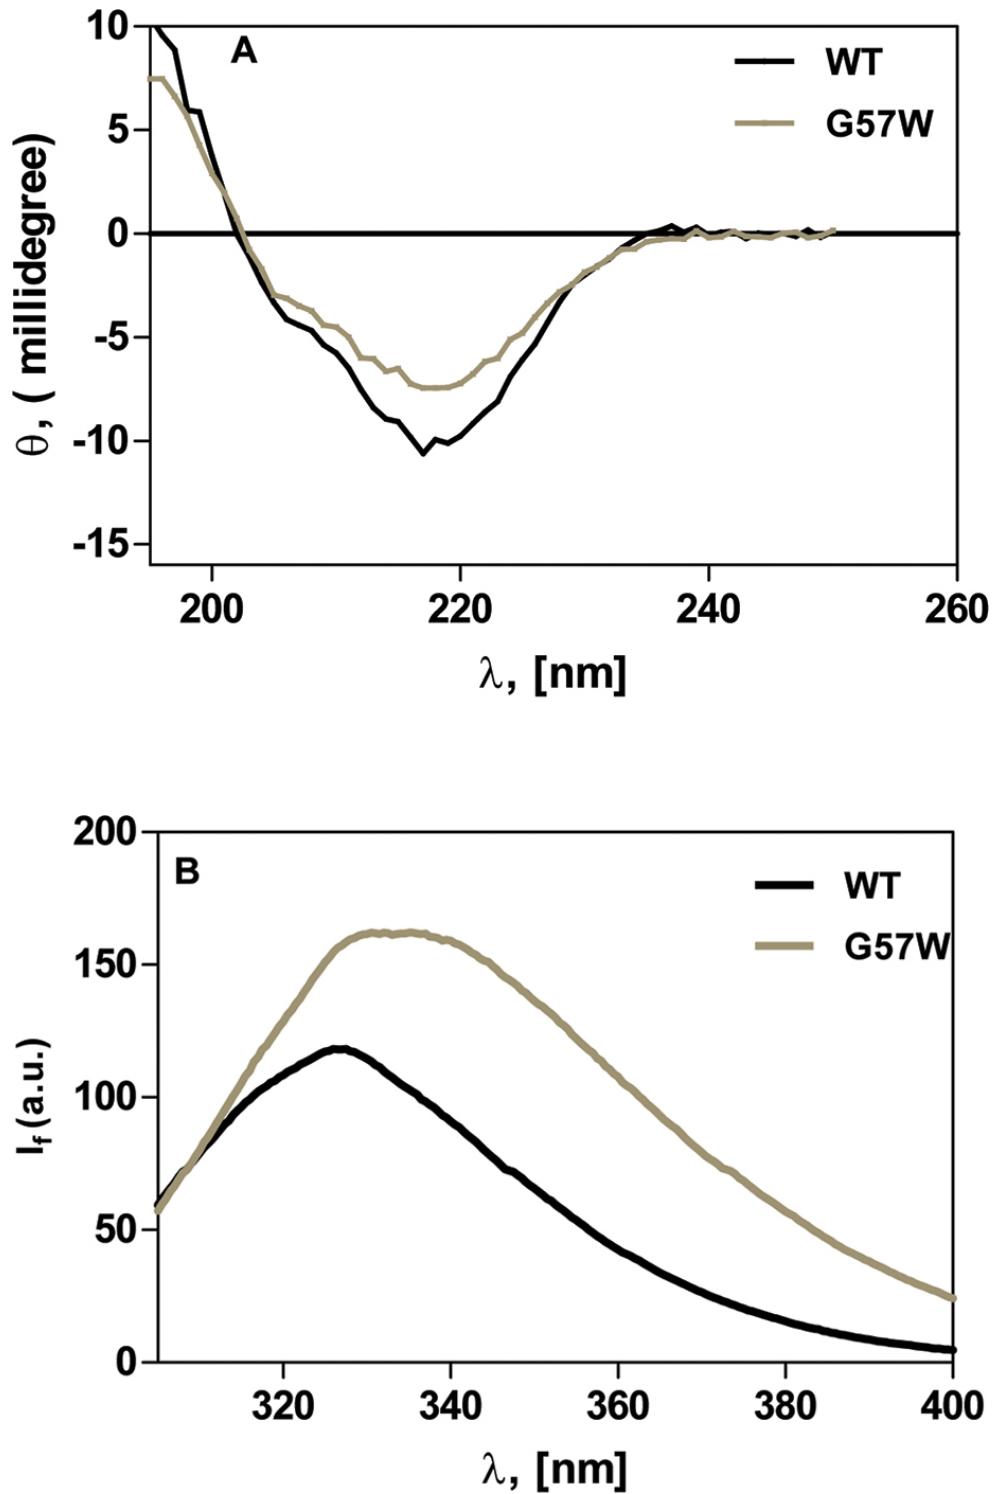 A
WT
G57W
10
5
0
-5
-10
-15
θ, ( millidegree)
200 220 240 260
λ, [nm]
B
WT
G57W
200
150
100
50
0
If (a.u.)
320 340 360 380 400
λ, [nm]